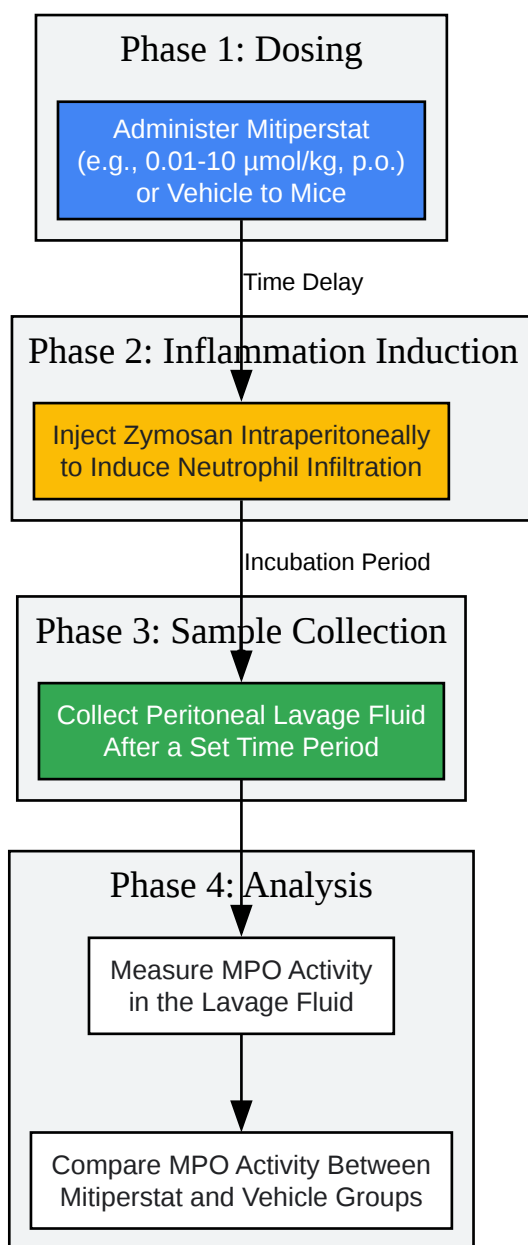 Phase 1: Dosing
Administer Mitiperstat
(e.g., 0.01-10 µmol/kg, p.o.)
or Vehicle to Mice
Time Delay
Phase 2: Inflammation Induction
Inject Zymosan Intraperitoneally
to Induce Neutrophil Infiltration
Incubation Period
Phase 3: Sample Collection
Collect Peritoneal Lavage Fluid
After a Set Time Period
Phase 4: Analysis
Measure MPO Activity
in the Lavage Fluid
Compare MPO Activity Between
Mitiperstat and Vehicle Groups